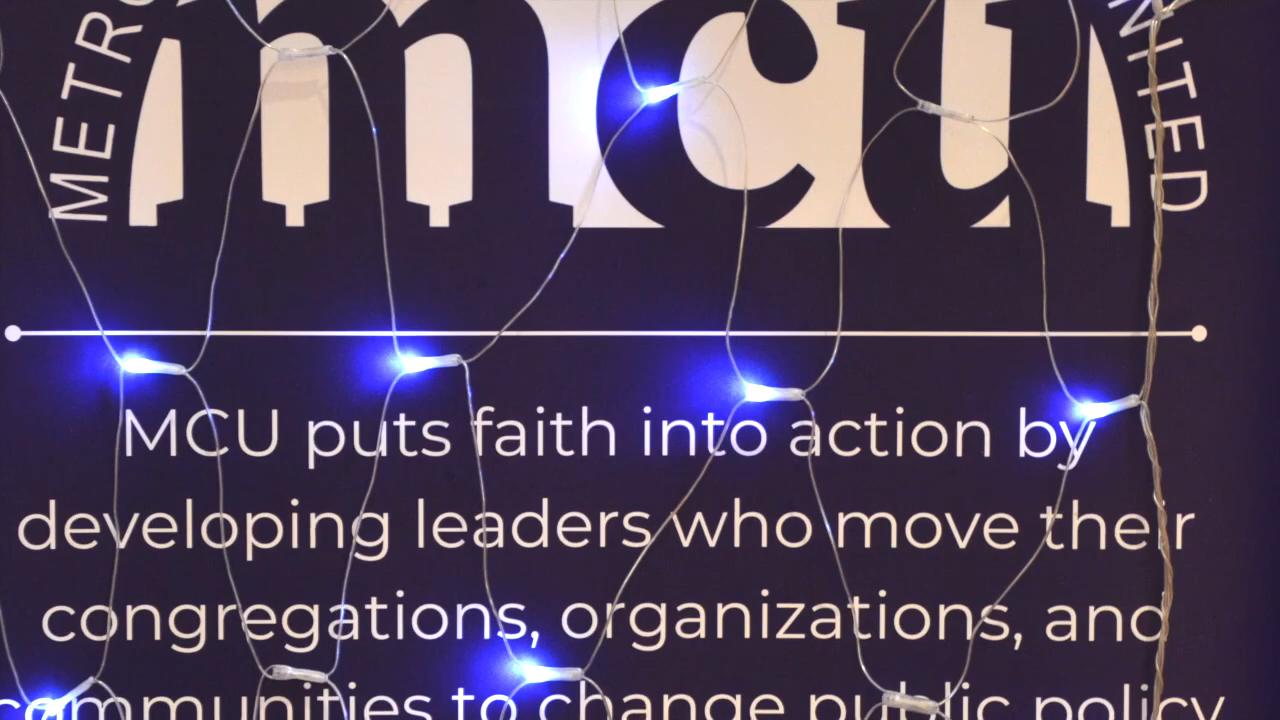 METRO
mcu
UNITED
MCU puts faith into action by
developing leaders who move their
congregations, organizations, and
communities to change public policy